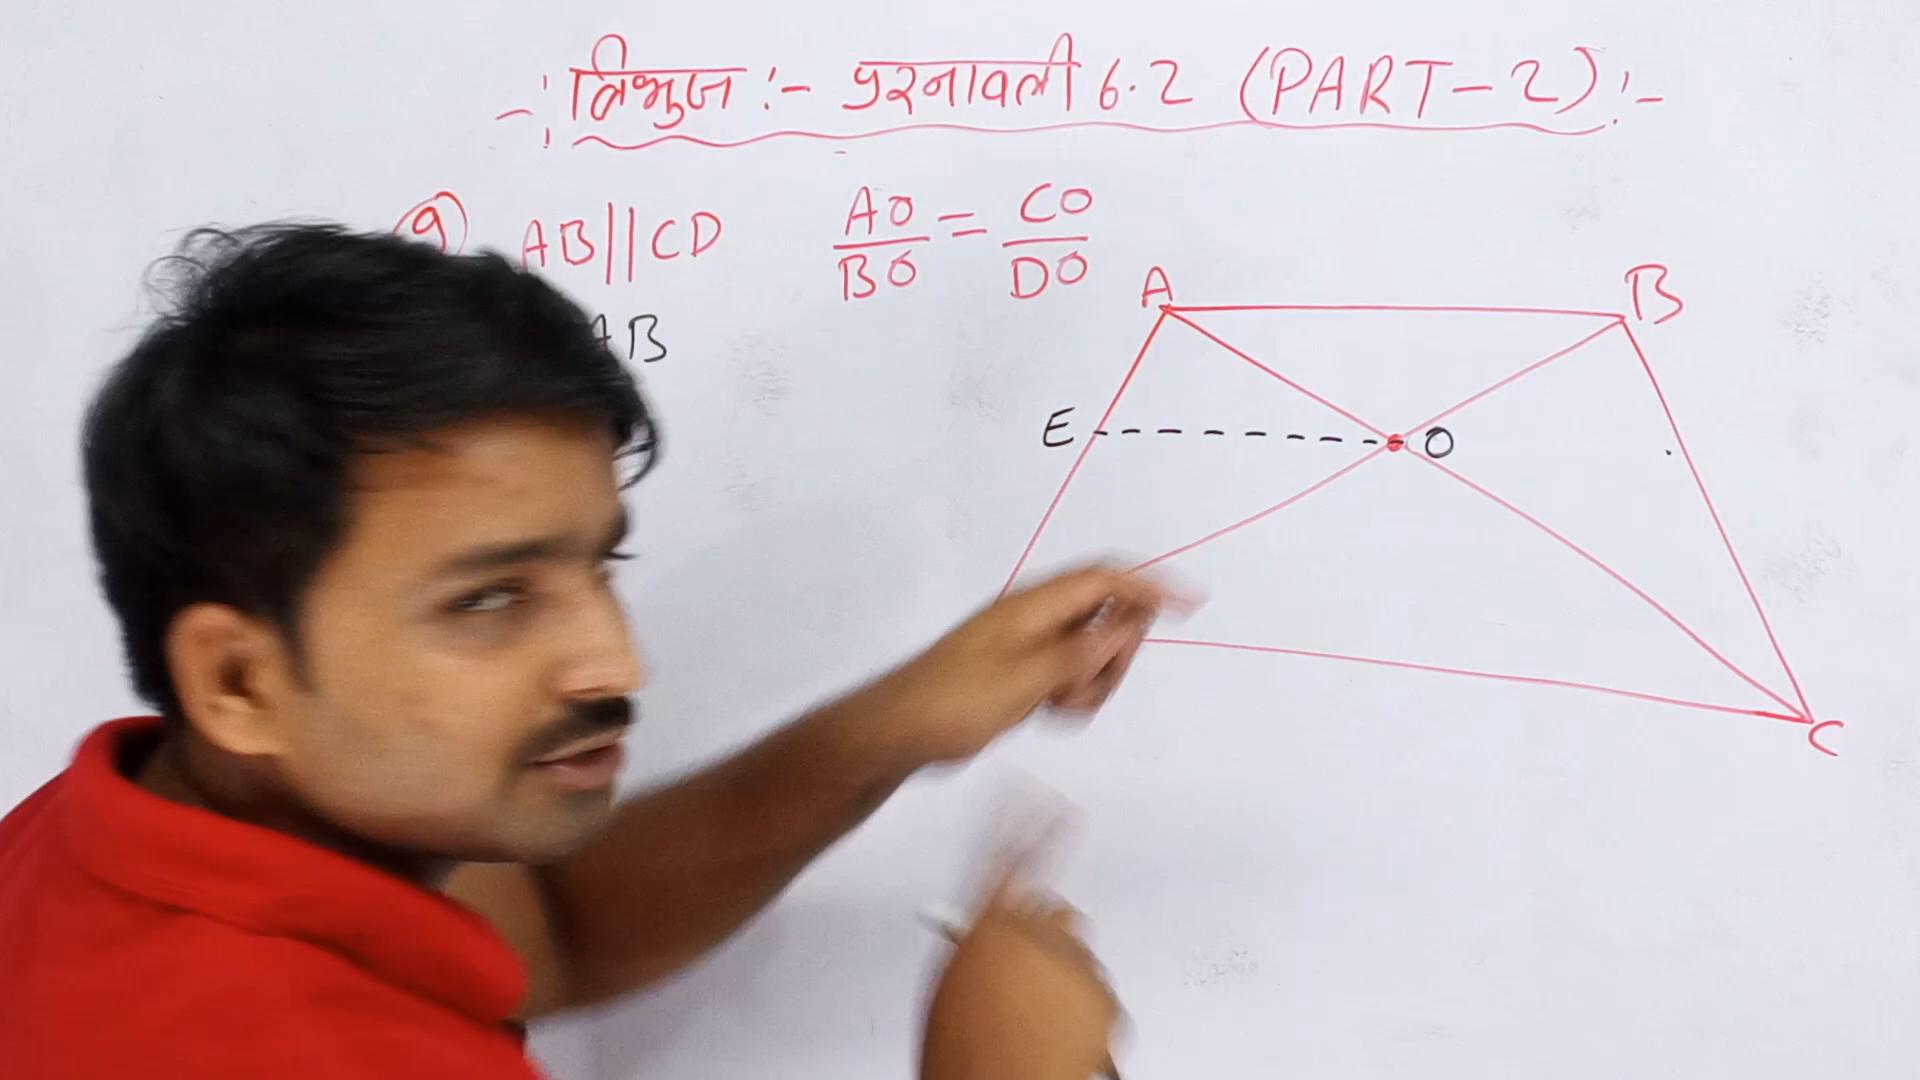 -: त्रिभुज :- प्रश्नावली 6.2 (PART-2) :-
9 AB||CD AO/BO = CO/DO
AB
A B
E O
C